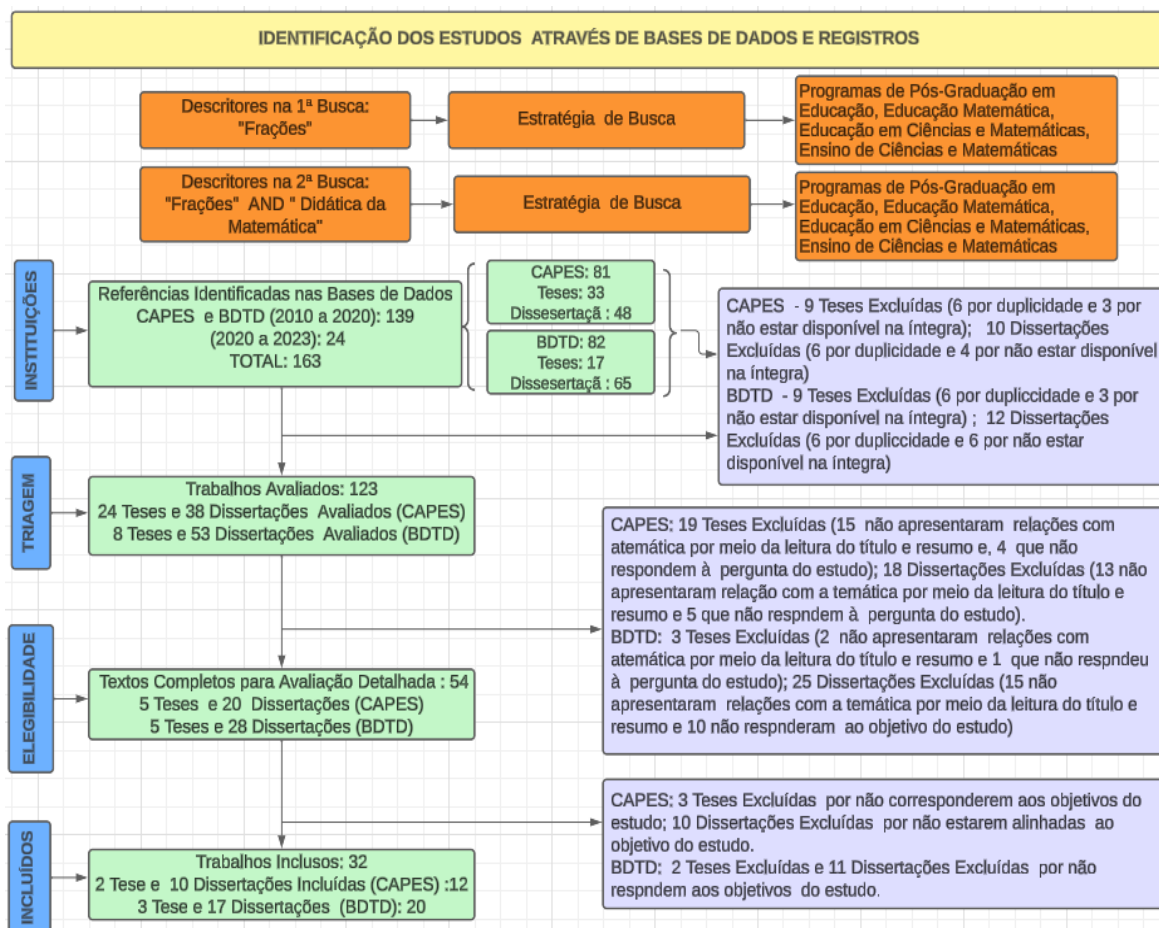 IDENTIFICAÇÃO DOS ESTUDOS ATRAVÉS DE BASES DE DADOS E REGISTROS
Descritores na 1ª Busca:
"Frações"
Estratégia de Busca
Programas de Pós-Graduação em
Educação, Educação Matemática,
Educação em Ciências e Matemáticas,
Ensino de Ciências e Matemáticas
Descritores na 2ª Busca:
"Frações" AND " Didática da
Matemática"
Estratégia de Busca
Programas de Pós-Graduação em
Educação, Educação Matemática,
Educação em Ciências e Matemáticas,
Ensino de Ciências e Matemáticas
INSTITUIÇÕES
Referências Identificadas nas Bases de Dados
CAPES e BDTD (2010 a 2020): 139
(2020 a 2023): 24
TOTAL: 163
CAPES: 81
Teses: 33
Dissesertaçã : 48
BDTD: 82
Teses: 17
Dissesertaçã : 65
CAPES - 9 Teses Excluídas (6 por duplicidade e 3 por
não estar disponível na íntegra); 10 Dissertações
Excluídas (6 por duplicidade e 4 por não estar disponível
na íntegra)
BDTD - 9 Teses Excluídas (6 por dupliccidade e 3 por
não estar disponível na íntegra) ; 12 Dissertações
Excluídas (6 por dupliccidade e 6 por não estar
disponível na íntegra)
TRIAGEM
Trabalhos Avaliados: 123
24 Teses e 38 Dissertações Avaliados (CAPES)
8 Teses e 53 Dissertações Avaliados (BDTD)
CAPES: 19 Teses Excluídas (15 não apresentaram relações com
atemática por meio da leitura do título e resumo e, 4 que não
respondem à pergunta do estudo); 18 Dissertações Excluídas (13 não
apresentaram relação com a temática por meio da leitura do título e
resumo e 5 que não respndem à pergunta do estudo).
BDTD: 3 Teses Excluídas (2 não apresentaram relações com
atemática por meio da leitura do título e resumo e 1 que não respndeu
à pergunta do estudo); 25 Dissertações Excluídas (15 não
apresentaram relações com a temática por meio da leitura do título e
resumo e 10 não respnderam ao objetivo do estudo)
ELEGIBILIDADE
Textos Completos para Avaliação Detalhada : 54
5 Teses e 20 Dissertações (CAPES)
5 Teses e 28 Dissertações (BDTD)
CAPES: 3 Teses Excluídas por não corresponderem aos objetivos do
estudo; 10 Dissertações Excluídas por não estarem alinhadas ao
objetivo do estudo.
BDTD; 2 Teses Excluídas e 11 Dissertações Excluídas por não
respndem aos objetivos do estudo.
INCLUÍDOS
Trabalhos Inclusos: 32
2 Tese e 10 Dissertações Incluídas (CAPES) :12
3 Tese e 17 Dissertações (BDTD): 20